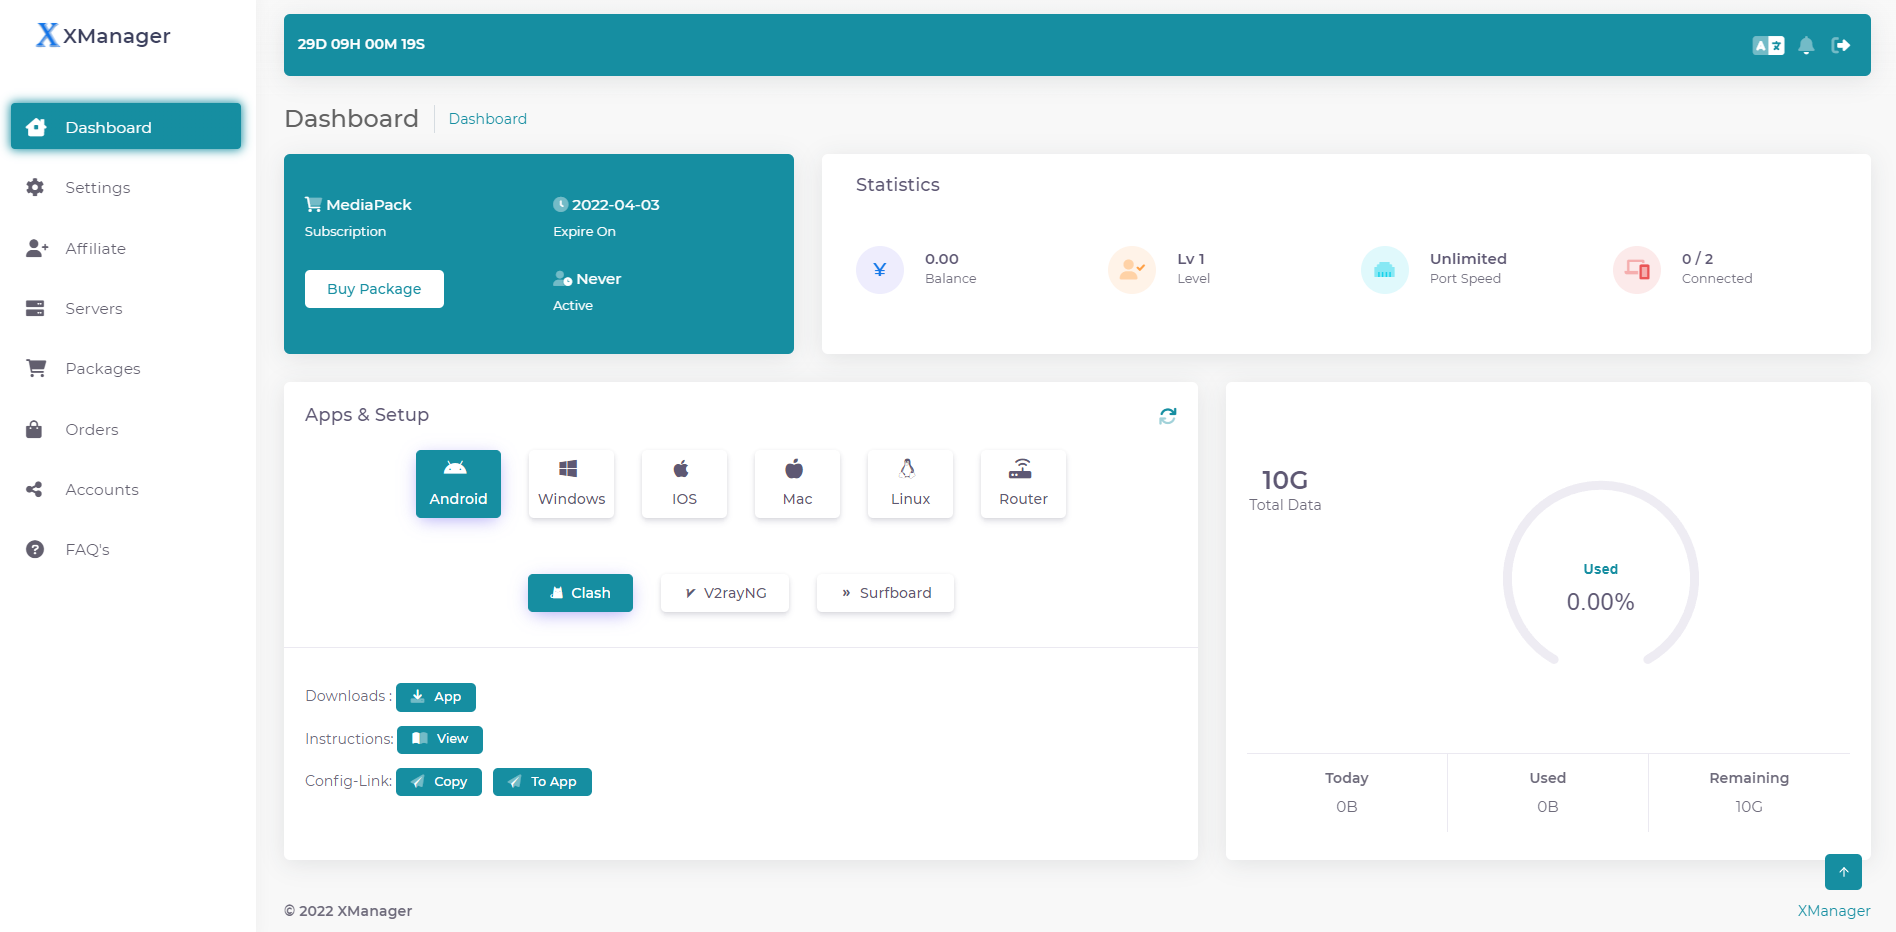 XManager
29D 09H 00M 19S
Dashboard
Settings
Affiliate
Servers
Packages
Orders
Accounts
FAQ's
Dashboard
Dashboard
MediaPack
Subscription
2022-04-03
Expire On
Buy Package
Never
Active
Statistics
¥
0.00
Balance
Lv 1
Level
Unlimited
Port Speed
0 / 2
Connected
Apps & Setup
Android
Windows
IOS
Mac
Linux
Router
Clash
V2rayNG
» Surfboard
Downloads : App
Instructions: View
Config-Link: Copy To App
10G
Total Data
Used
0.00%
Today
0B
Used
0B
Remaining
10G
© 2022 XManager
XManager